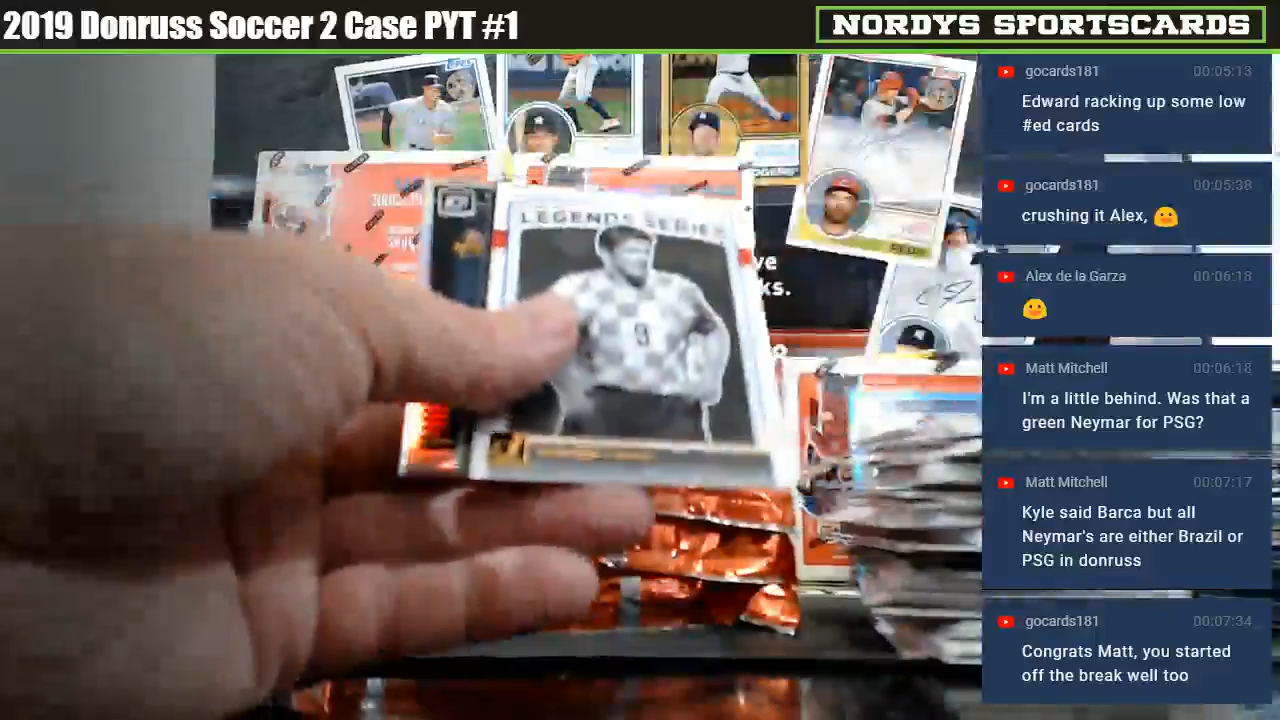 2019 Donruss Soccer 2 Case PYT #1
NORDYS SPORTSCARDS
gocards181 00:05:13
Edward racking up some low
#ed cards
gocards181 00:05:38
crushing it Alex,
Alex de la Garza 00:06:18
Matt Mitchell 00:06:18
I'm a little behind. Was that a
green Neymar for PSG?
Matt Mitchell 00:07:17
Kyle said Barca but all
Neymar's are either Brazil or
PSG in donruss
gocards181 00:07:34
Congrats Matt, you started
off the break well too
LEGENDS SERIES
9
REDS